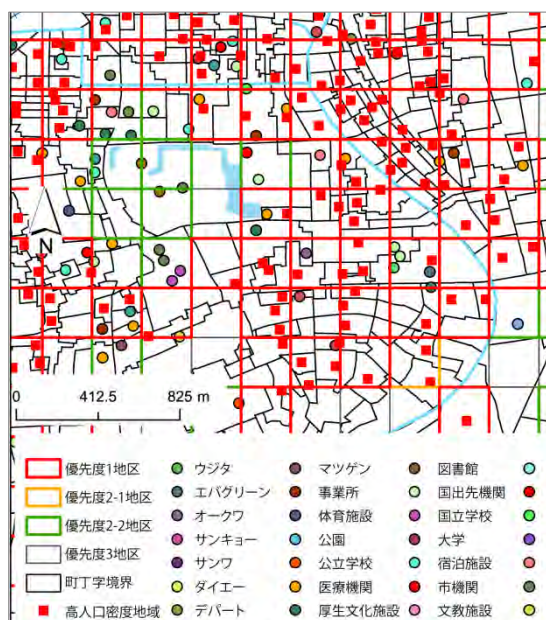 N
0 412.5 825 m
優先度1地区 ウジタ マツゲン 図書館
優先度2-1地区 エバグリーン 事業所 国出先機関
優先度2-2地区 オークワ 体育施設 国立学校
優先度3地区 サンキョー 公園 大学
町丁字境界 サンワ 公立学校 宿泊施設
高人口密度地域 ダイエー 医療機関 市機関
デパート 厚生文化施設 文教施設